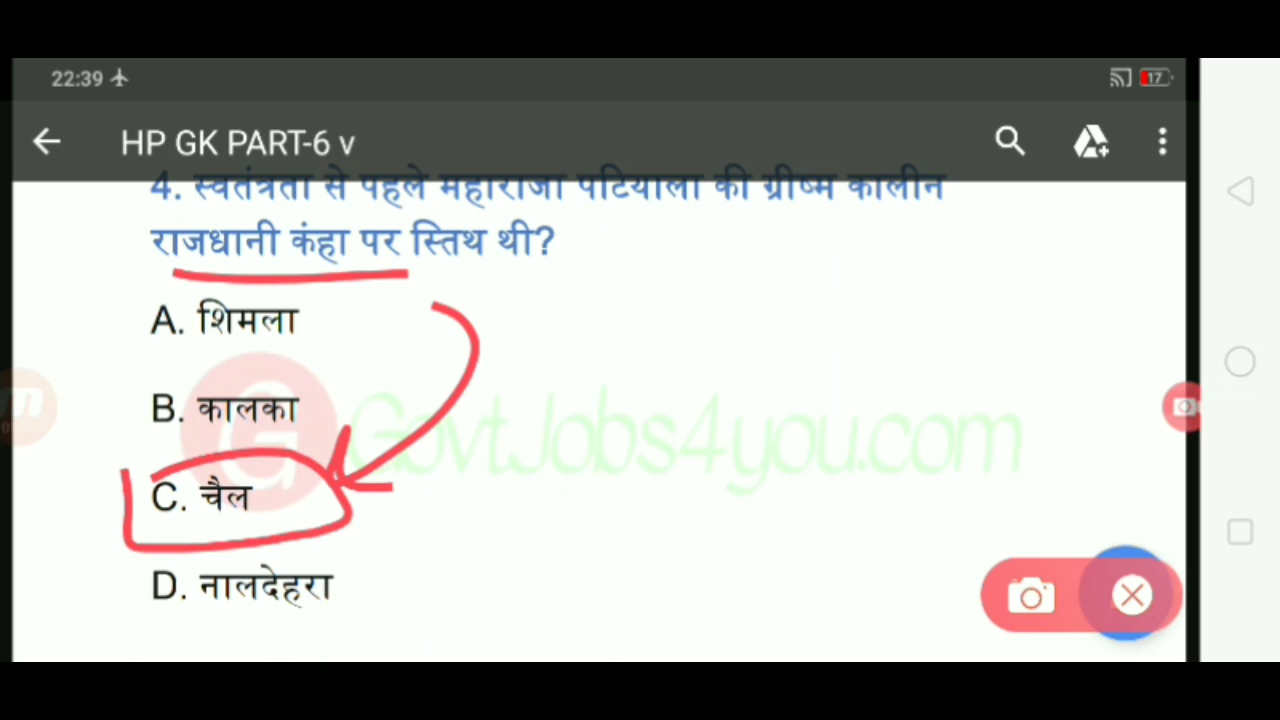 22:39
17
HP GK PART-6 v
4. स्वतंत्रता से पहले महाराजा पटियाला की ग्रीष्म कालीन
राजधानी कंहा पर स्तिथ थी?
A. शिमला
B. कालका
GovtJobs4you.com
C. चैल
D. नालदेहरा